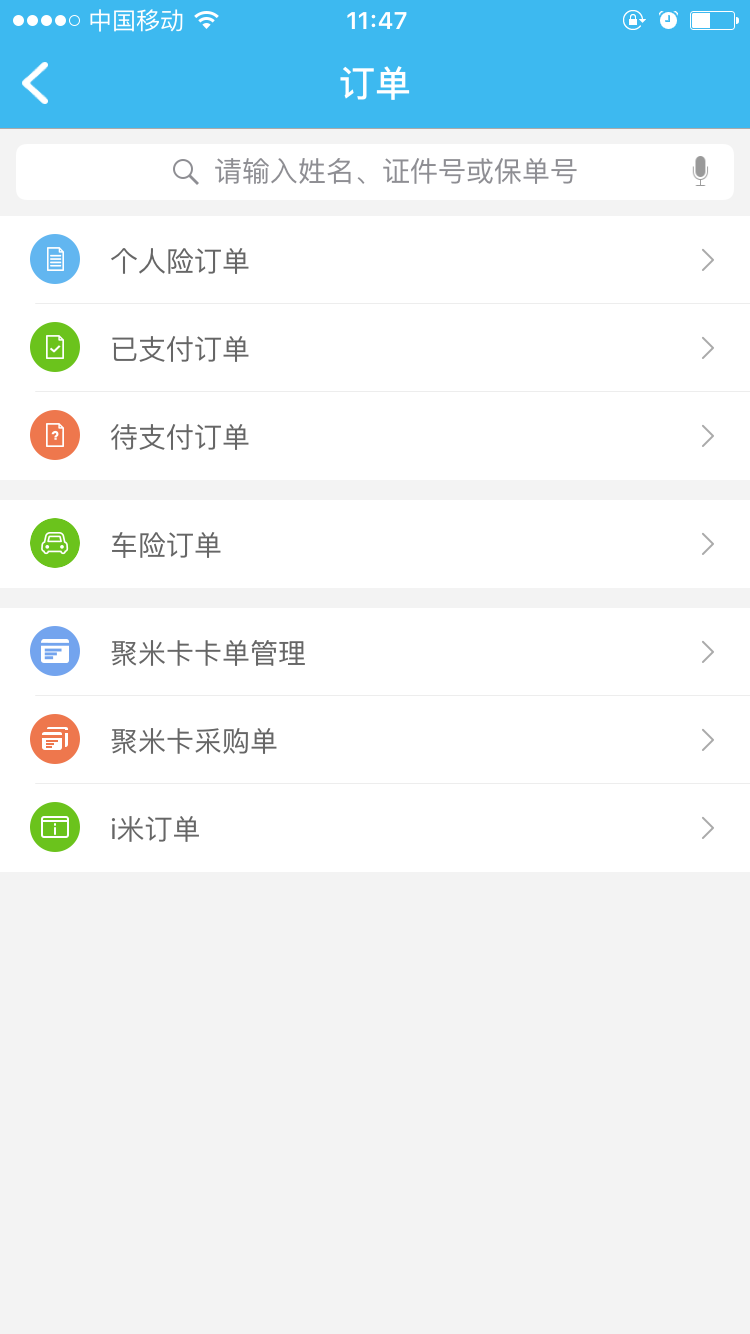 中国移动 11:47
订单
请输入姓名、证件号或保单号
个人险订单
已支付订单
待支付订单
车险订单
聚米卡卡单管理
聚米卡采购单
i米订单